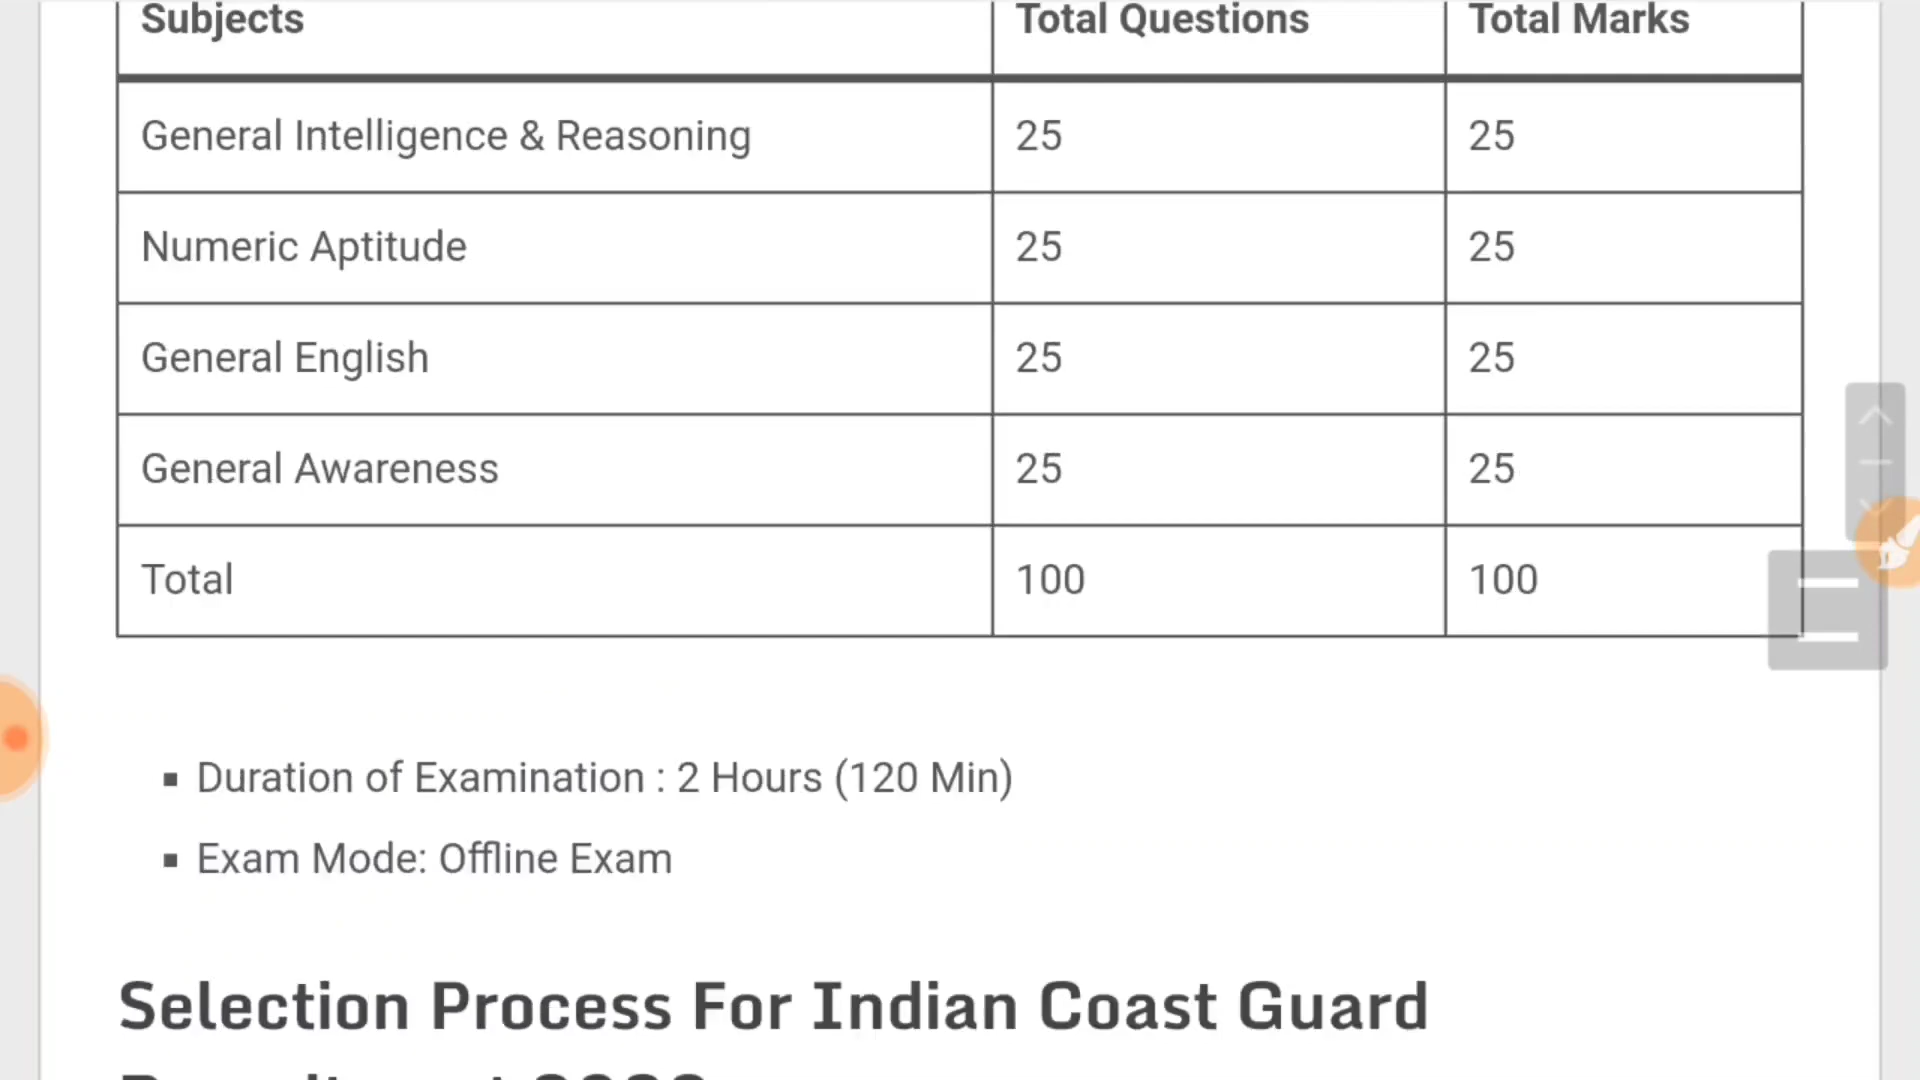 Subjects Total Questions Total Marks
General Intelligence & Reasoning 25 25
Numeric Aptitude 25 25
General English 25 25
General Awareness 25 25
Total 100 100
▪ Duration of Examination : 2 Hours (120 Min)
▪ Exam Mode: Offline Exam
Selection Process For Indian Coast Guard